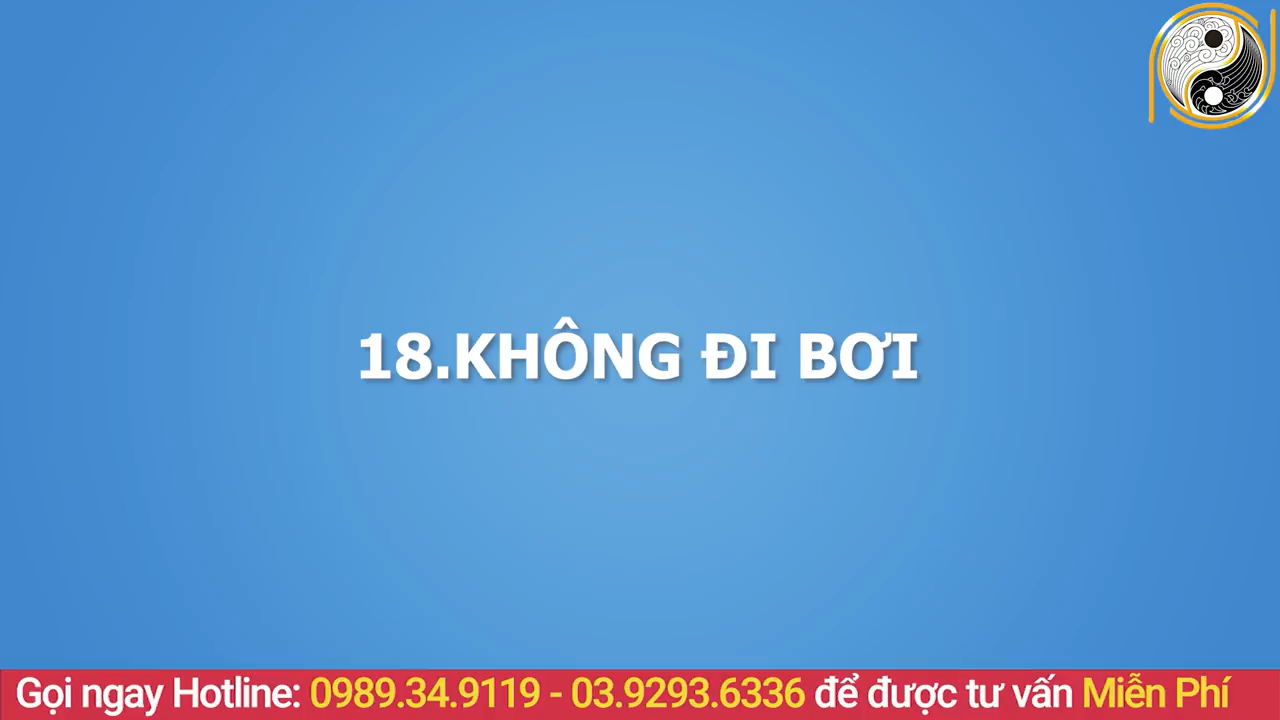 18.KHÔNG ĐI BƠI
Gọi ngay Hotline: 0989.34.9119 - 03.9293.6336 để được tư vấn Miễn Phí